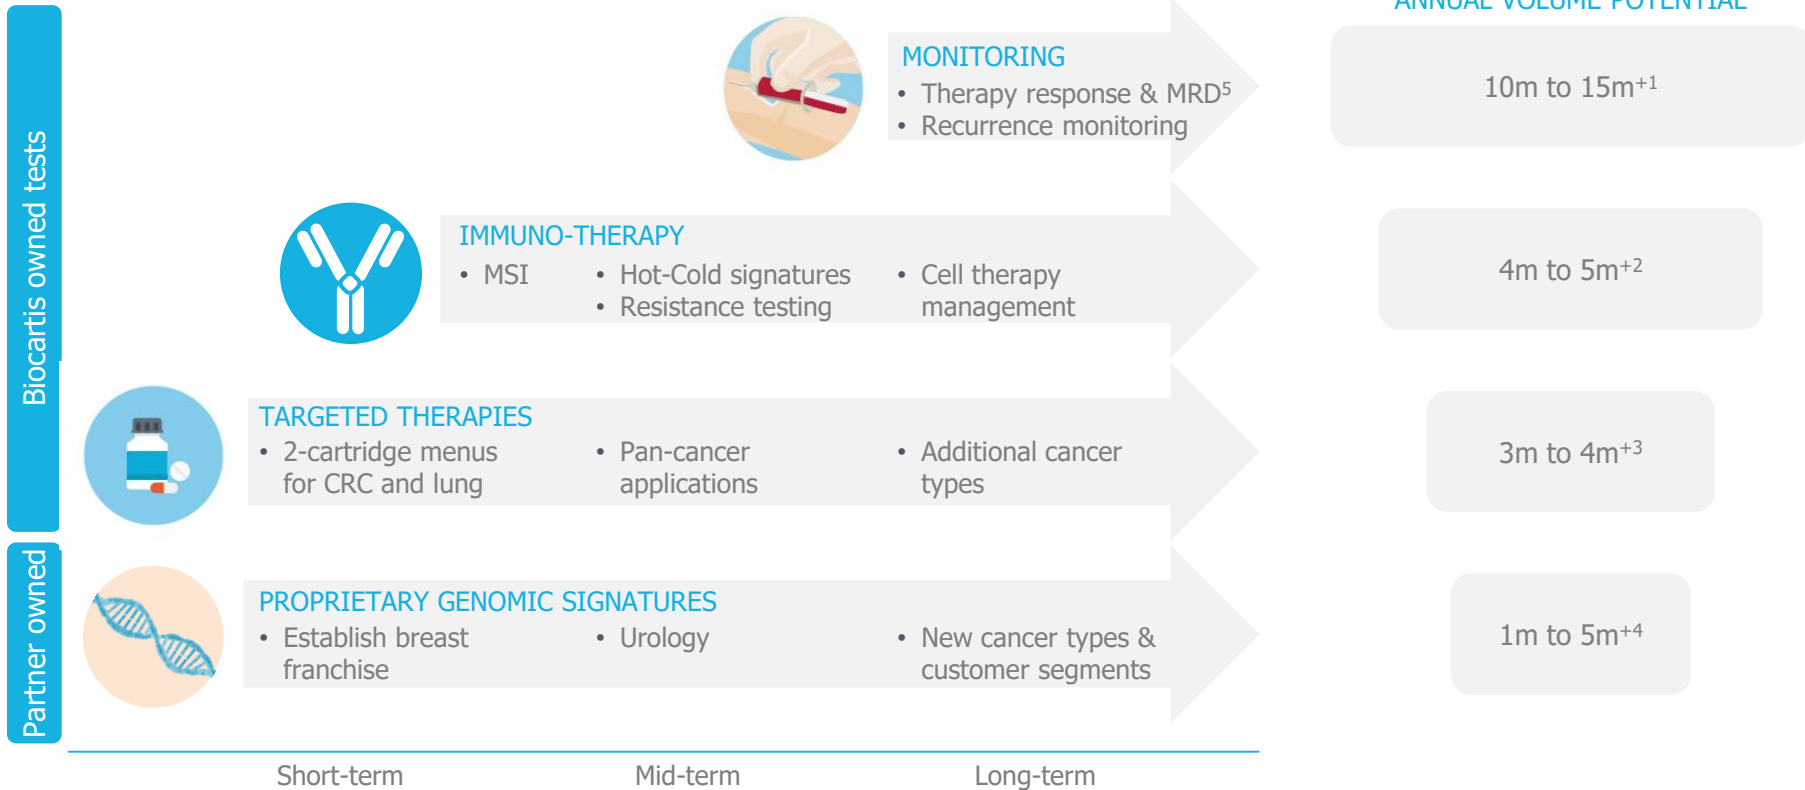 ANNUAL VOLUME POTENTIAL
Biocartis owned tests
MONITORING
• Therapy response & MRD⁵
• Recurrence monitoring
10m to 15m⁺¹
IMMUNO-THERAPY
• MSI
• Hot-Cold signatures
• Resistance testing
• Cell therapy
management
4m to 5m⁺²
TARGETED THERAPIES
• 2-cartridge menus
for CRC and lung
• Pan-cancer
applications
• Additional cancer
types
3m to 4m⁺³
Partner owned
PROPRIETARY GENOMIC SIGNATURES
• Establish breast
franchise
• Urology
• New cancer types &
customer segments
1m to 5m⁺⁴
Short-term
Mid-term
Long-term